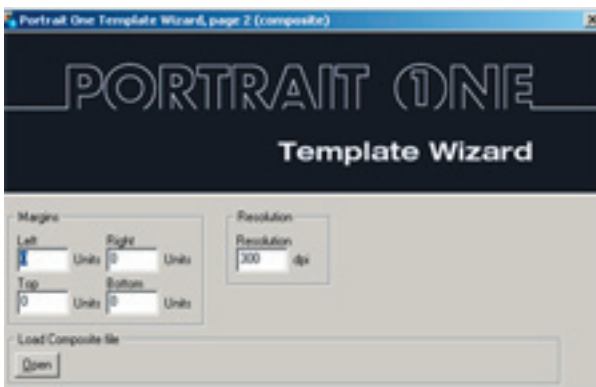 Portrait One Template Wizard, page 2 (composite)
PORTRAIT ONE
Template Wizard
Margins
Left Right
0 Units 0 Units
Top Bottom
0 Units 0 Units
Resolution
Resolution
300 dpi
Load Composite file
Open